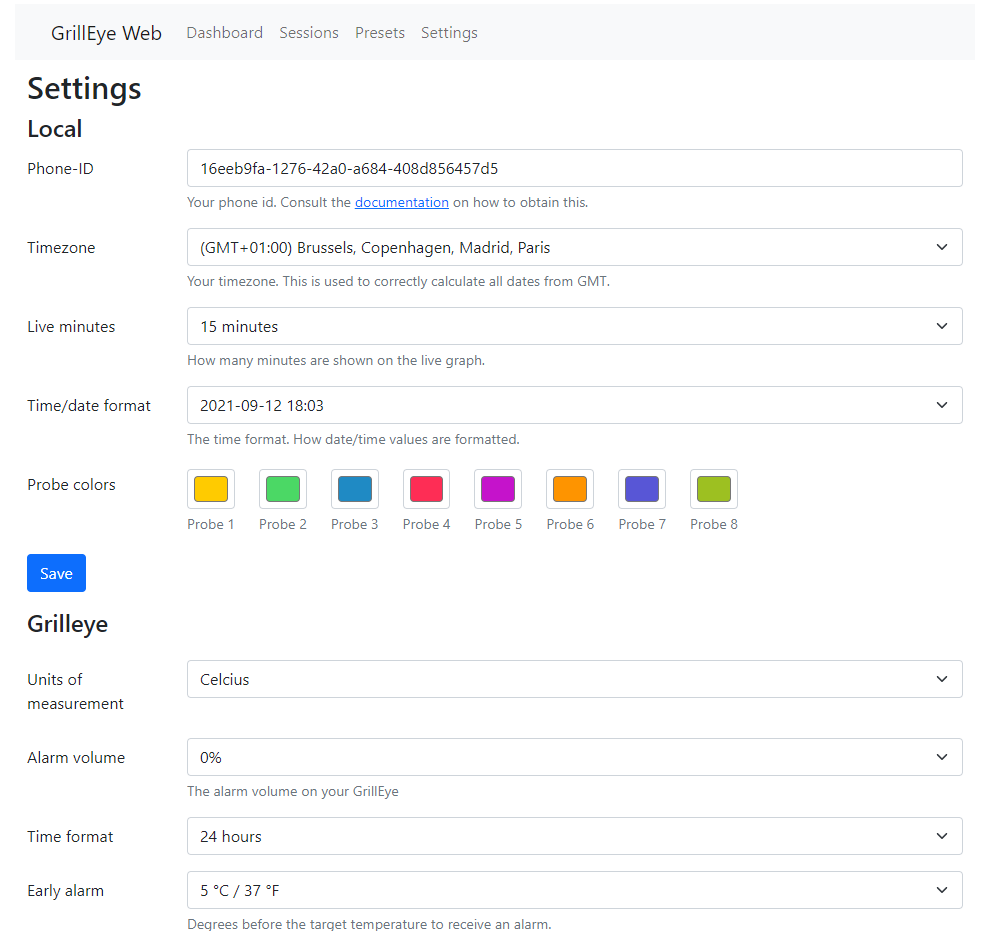 GrillEye Web Dashboard Sessions Presets Settings
Settings
Local
Phone-ID
16eeb9fa-1276-42a0-a684-408d856457d5
Your phone id. Consult the documentation on how to obtain this.
Timezone
(GMT+01:00) Brussels, Copenhagen, Madrid, Paris
Your timezone. This is used to correctly calculate all dates from GMT.
Live minutes
15 minutes
How many minutes are shown on the live graph.
Time/date format
2021-09-12 18:03
The time format. How date/time values are formatted.
Probe colors
Probe 1 Probe 2 Probe 3 Probe 4 Probe 5 Probe 6 Probe 7 Probe 8
Save
Grilleye
Units of
measurement
Celcius
Alarm volume
0%
The alarm volume on your GrillEye
Time format
24 hours
Early alarm
5 °C / 37 °F
Degrees before the target temperature to receive an alarm.